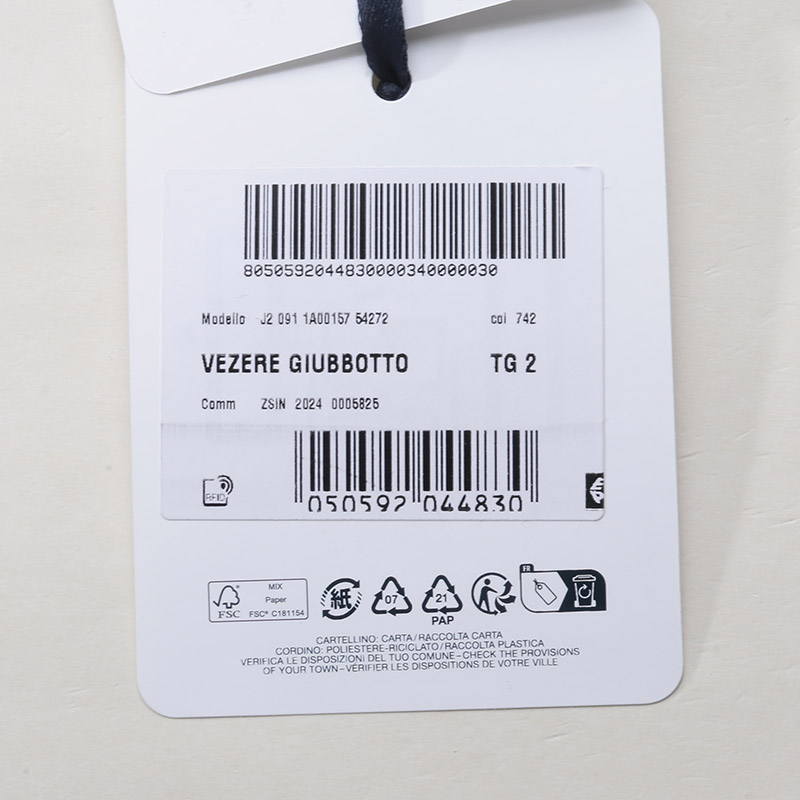 8050592044830000340000030
Modello J2 091 1A00157 54272 col 742
VEZERE GIUBBOTTO TG 2
Comm ZSIN 2024 0005825
RFID
050592 044830
FSC
MIX
Paper
FSC® C181154
紙
07
21
PAP
FR
CARTELLINO: CARTA/RACCOLTA CARTA
CORDINO: POLIESTERE-RICICLATO/RACCOLTA PLASTICA
VERIFICA LE DISPOSIZIONI DEL TUO COMUNE–CHECK THE PROVISIONS
OF YOUR TOWN–VÉRIFIER LES DISPOSITIONS DE VOTRE VILLE